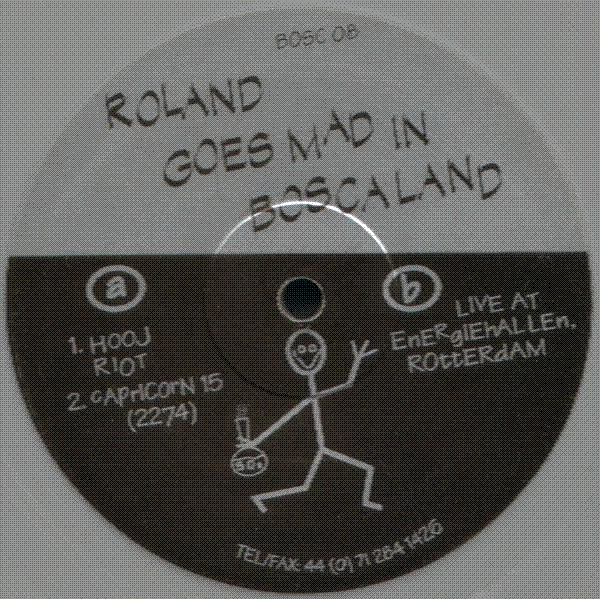 BOSC 08
ROLAND
GOES MAD IN
BOSCALAND
a
1. HOOJ
RIOT
2. CAPrICOrN 15
(2274)
b
LIVE AT
EnERgIEhALLEn,
ROttERdAM
TEL/FAX: 44 (0) 71 284 1426